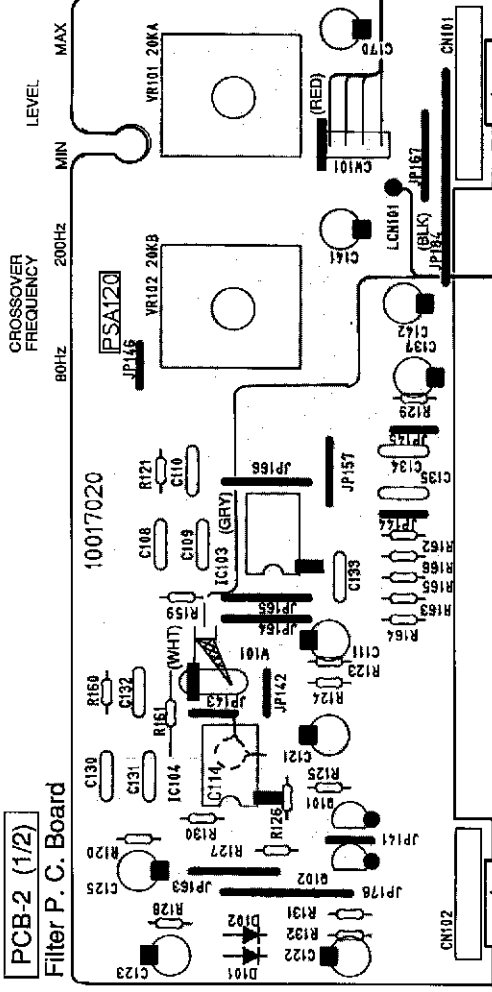 PCB-2 (1/2)
Filter P. C. Board
CROSSOVER
FREQUENCY
80Hz
200Hz
LEVEL
MIN
MAX
10017020
PSA120
JP146
VR102 20KB
VR101 20KA
C123
R128
C125
R120
C130
C131
R160
C132
R161
IC104
(WHT)
R159
C108
C109
R121
C110
IC103
(GRY)
D101
D102
JP163
R127
R130
C114
JP143
JP142
W101
JP154
JP165
JP166
JP157
C133
C141
(RED)
CW101
C170
C122
R132
R131
JP178
Q102
JP141
Q101
R126
R125
C121
R124
R123
C111
R164
R163
R165
R166
R162
JP144
C135
C134
JP145
R129
C137
C142
LCN101
(BLK)
JP184
JP167
CN102
CN101